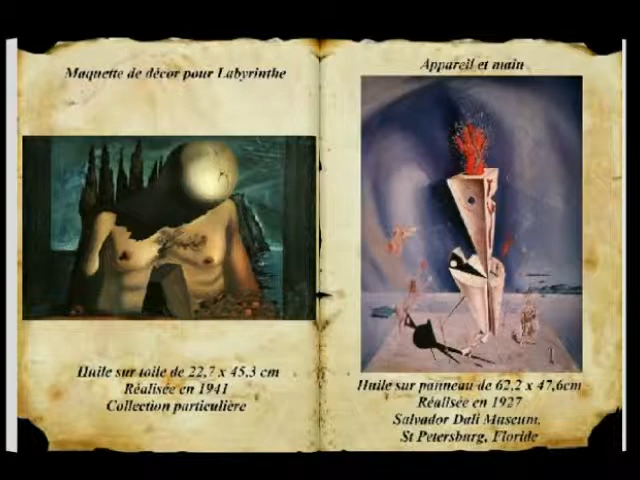 Maquette de décor pour Labyrinthe
Huile sur toile de 22,7 x 45,3 cm
Réalisée en 1941
Collection particulière
Appareil et main
Huile sur panneau de 62,2 x 47,6cm
Réalisée en 1927
Salvador Dali Museum,
St Petersburg, Floride